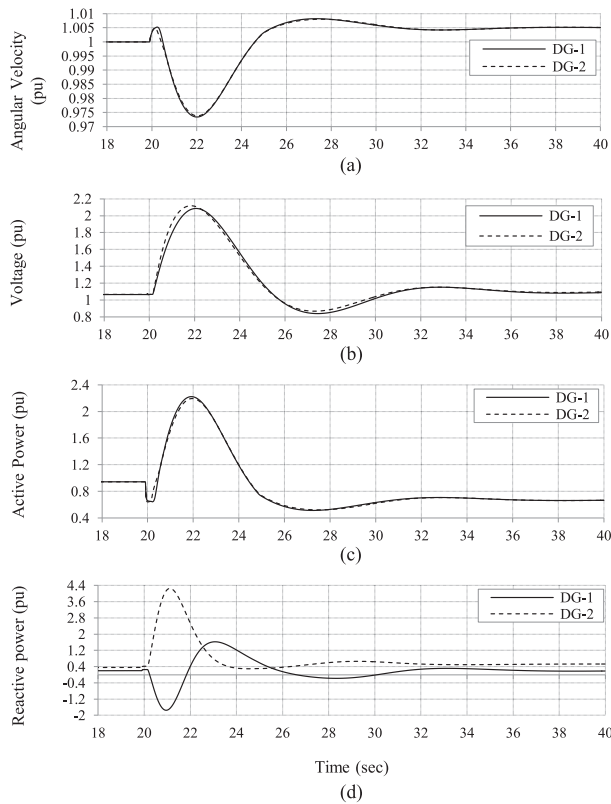 Angular Velocity
(pu)
1.01
1.005
1
0.995
0.99
0.985
0.98
0.975
0.97
DG-1
DG-2
18 20 22 24 26 28 30 32 34 36 38 40
(a)
Voltage (pu)
2.2
2
1.8
1.6
1.4
1.2
1
0.8
DG-1
DG-2
18 20 22 24 26 28 30 32 34 36 38 40
(b)
Active Power (pu)
2.4
2
1.6
1.2
0.8
0.4
DG-1
DG-2
18 20 22 24 26 28 30 32 34 36 38 40
(c)
Reactive power (pu)
4.4
3.6
2.8
2
1.2
0.4
-0.4
-1.2
-2
DG-1
DG-2
18 20 22 24 26 28 30 32 34 36 38 40
Time (sec)
(d)